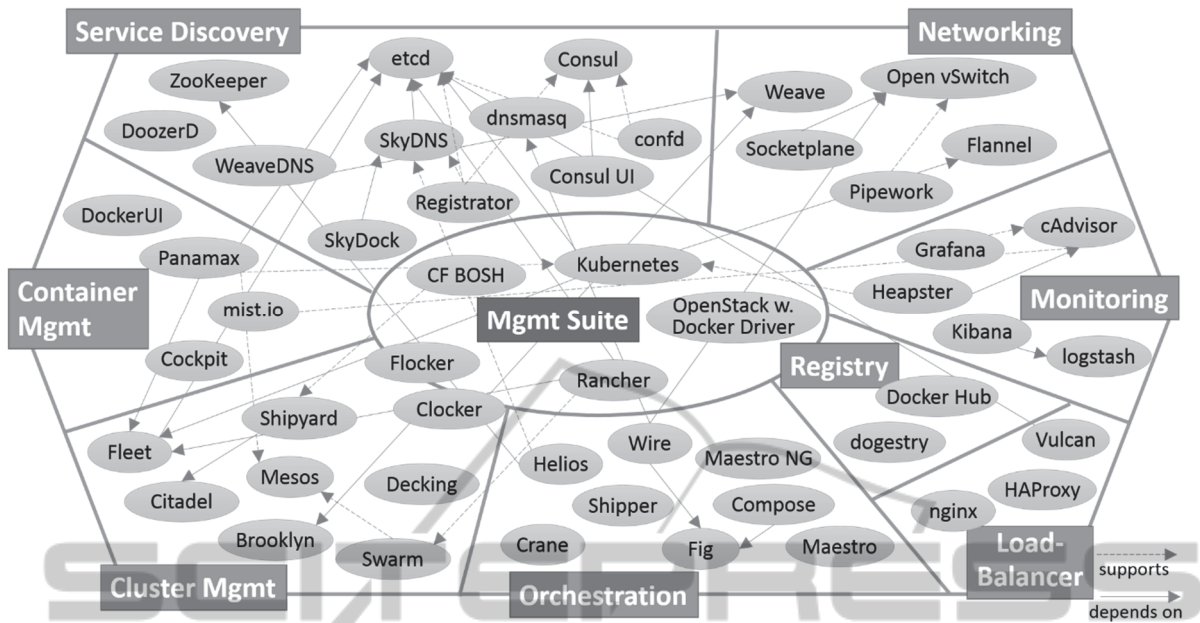 Service Discovery
Networking
etcd
Consul
ZooKeeper
Weave
Open vSwitch
DoozerD
dnsmasq
SkyDNS
confd
Socketplane
Flannel
WeaveDNS
Consul UI
Pipework
DockerUI
Registrator
SkyDock
cAdvisor
Grafana
Panamax
CF BOSH
Kubernetes
Heapster
Container
Mgmt
mist.io
Mgmt Suite
OpenStack w.
Docker Driver
Monitoring
Kibana
logstash
Cockpit
Flocker
Rancher
Registry
Docker Hub
Shipyard
Clocker
Fleet
Wire
dogestry
Vulcan
Mesos
Helios
Maestro NG
Decking
HAProxy
Citadel
Shipper
Compose
nginx
Brooklyn
Swarm
Crane
Fig
Maestro
Load-
Balancer
supports
Cluster Mgmt
Orchestration
depends on
SCITEPRESS